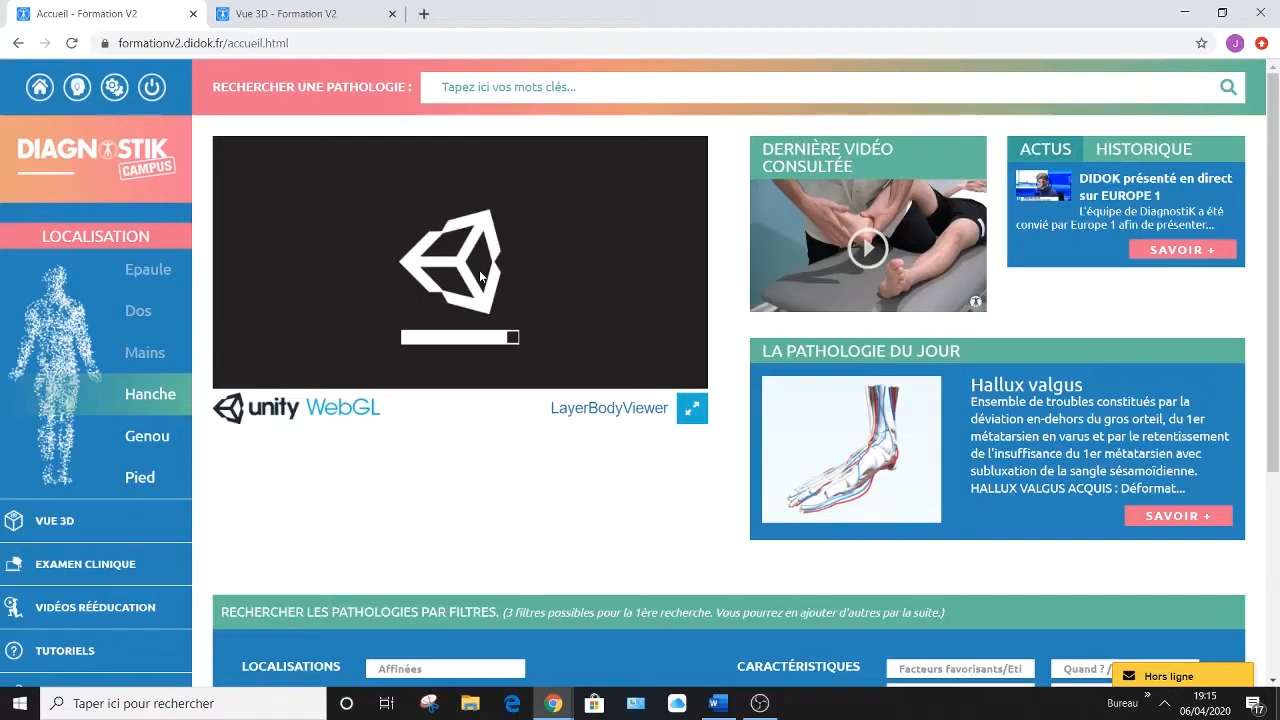 Accueil - Formation V2
Vue 3D - Formation V2
formationv2.didok.fr/accueil.html
J
RECHERCHER UNE PATHOLOGIE :
Tapez ici vos mots clés...
DIAGNOSTIK
CAMPUS
LOCALISATION
Epaule
Dos
Mains
Hanche
Genou
Pied
VUE 3D
EXAMEN CLINIQUE
VIDÉOS RÉÉDUCATION
TUTORIELS
unity WebGL
LayerBodyViewer
DERNIÈRE VIDÉO
CONSULTÉE
ACTUS
HISTORIQUE
DIDOK présenté en direct
sur EUROPE 1
L'équipe de DiagnostiK a été
convié par Europe 1 afin de présenter...
SAVOIR +
LA PATHOLOGIE DU JOUR
Hallux valgus
Ensemble de troubles constitués par la
déviation en-dehors du gros orteil, du 1er
métatarsien en varus et par le retentissement
de l'insuffisance du 1er métatarsien avec
subluxation de la sangle sésamoïdienne.
HALLUX VALGUS ACQUIS : Déformat...
SAVOIR +
RECHERCHER LES PATHOLOGIES PAR FILTRES. (3 filtres possibles pour la 1ère recherche. Vous pourrez en ajouter d'autres par la suite.)
LOCALISATIONS
Affinées
CARACTÉRISTIQUES
Facteurs favorisants/Eti
Quand ? /
Hors ligne
Taper ici pour rechercher
Bureau
19:15
06/04/2020
17